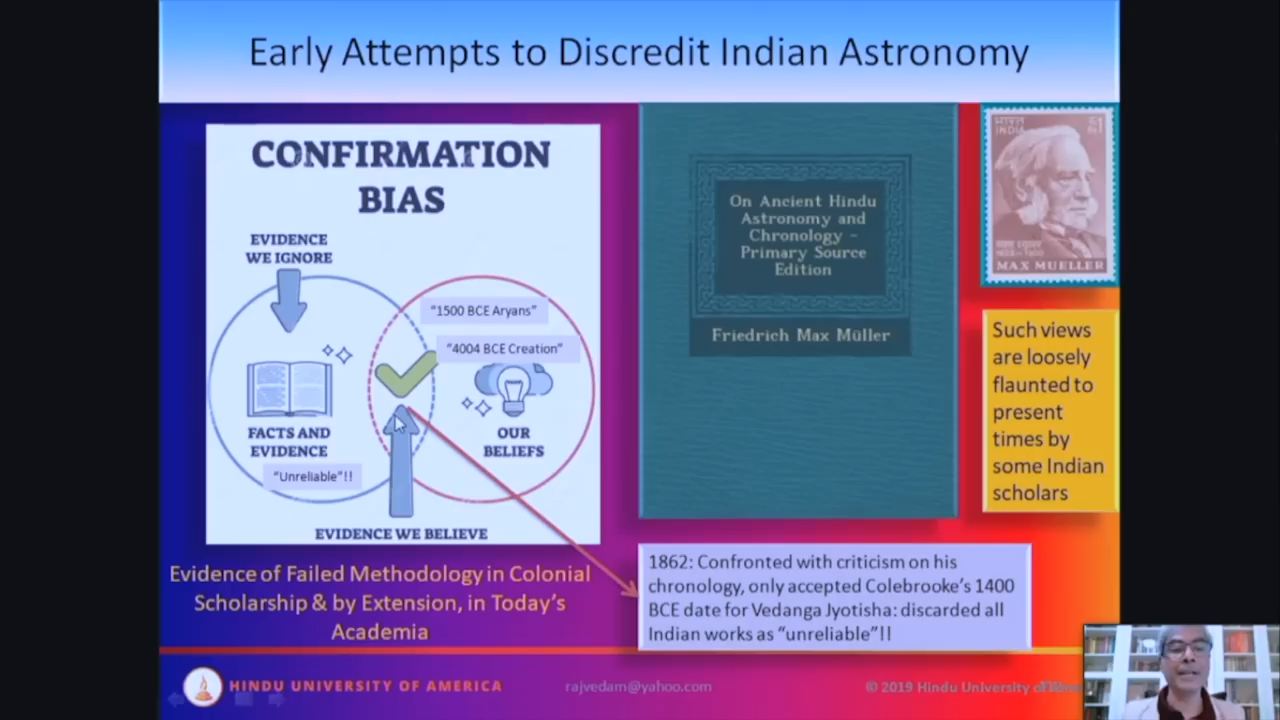 Early Attempts to Discredit Indian Astronomy
CONFIRMATION
BIAS
EVIDENCE
WE IGNORE
"1500 BCE Aryans"
"4004 BCE Creation"
FACTS AND
EVIDENCE
OUR
BELIEFS
"Unreliable"!!
EVIDENCE WE BELIEVE
Evidence of Failed Methodology in Colonial
Scholarship & by Extension, in Today's
Academia
On Ancient Hindu
Astronomy and
Chronology -
Primary Source
Edition
Friedrich Max Müller
भारत
INDIA
MAX MUELLER
Such views
are loosely
flaunted to
present
times by
some Indian
scholars
1862: Confronted with criticism on his
chronology, only accepted Colebrooke's 1400
BCE date for Vedanga Jyotisha: discarded all
Indian works as "unreliable"!!
HINDU UNIVERSITY OF AMERICA
rajvedam@yahoo.com
© 2019 Hindu University of